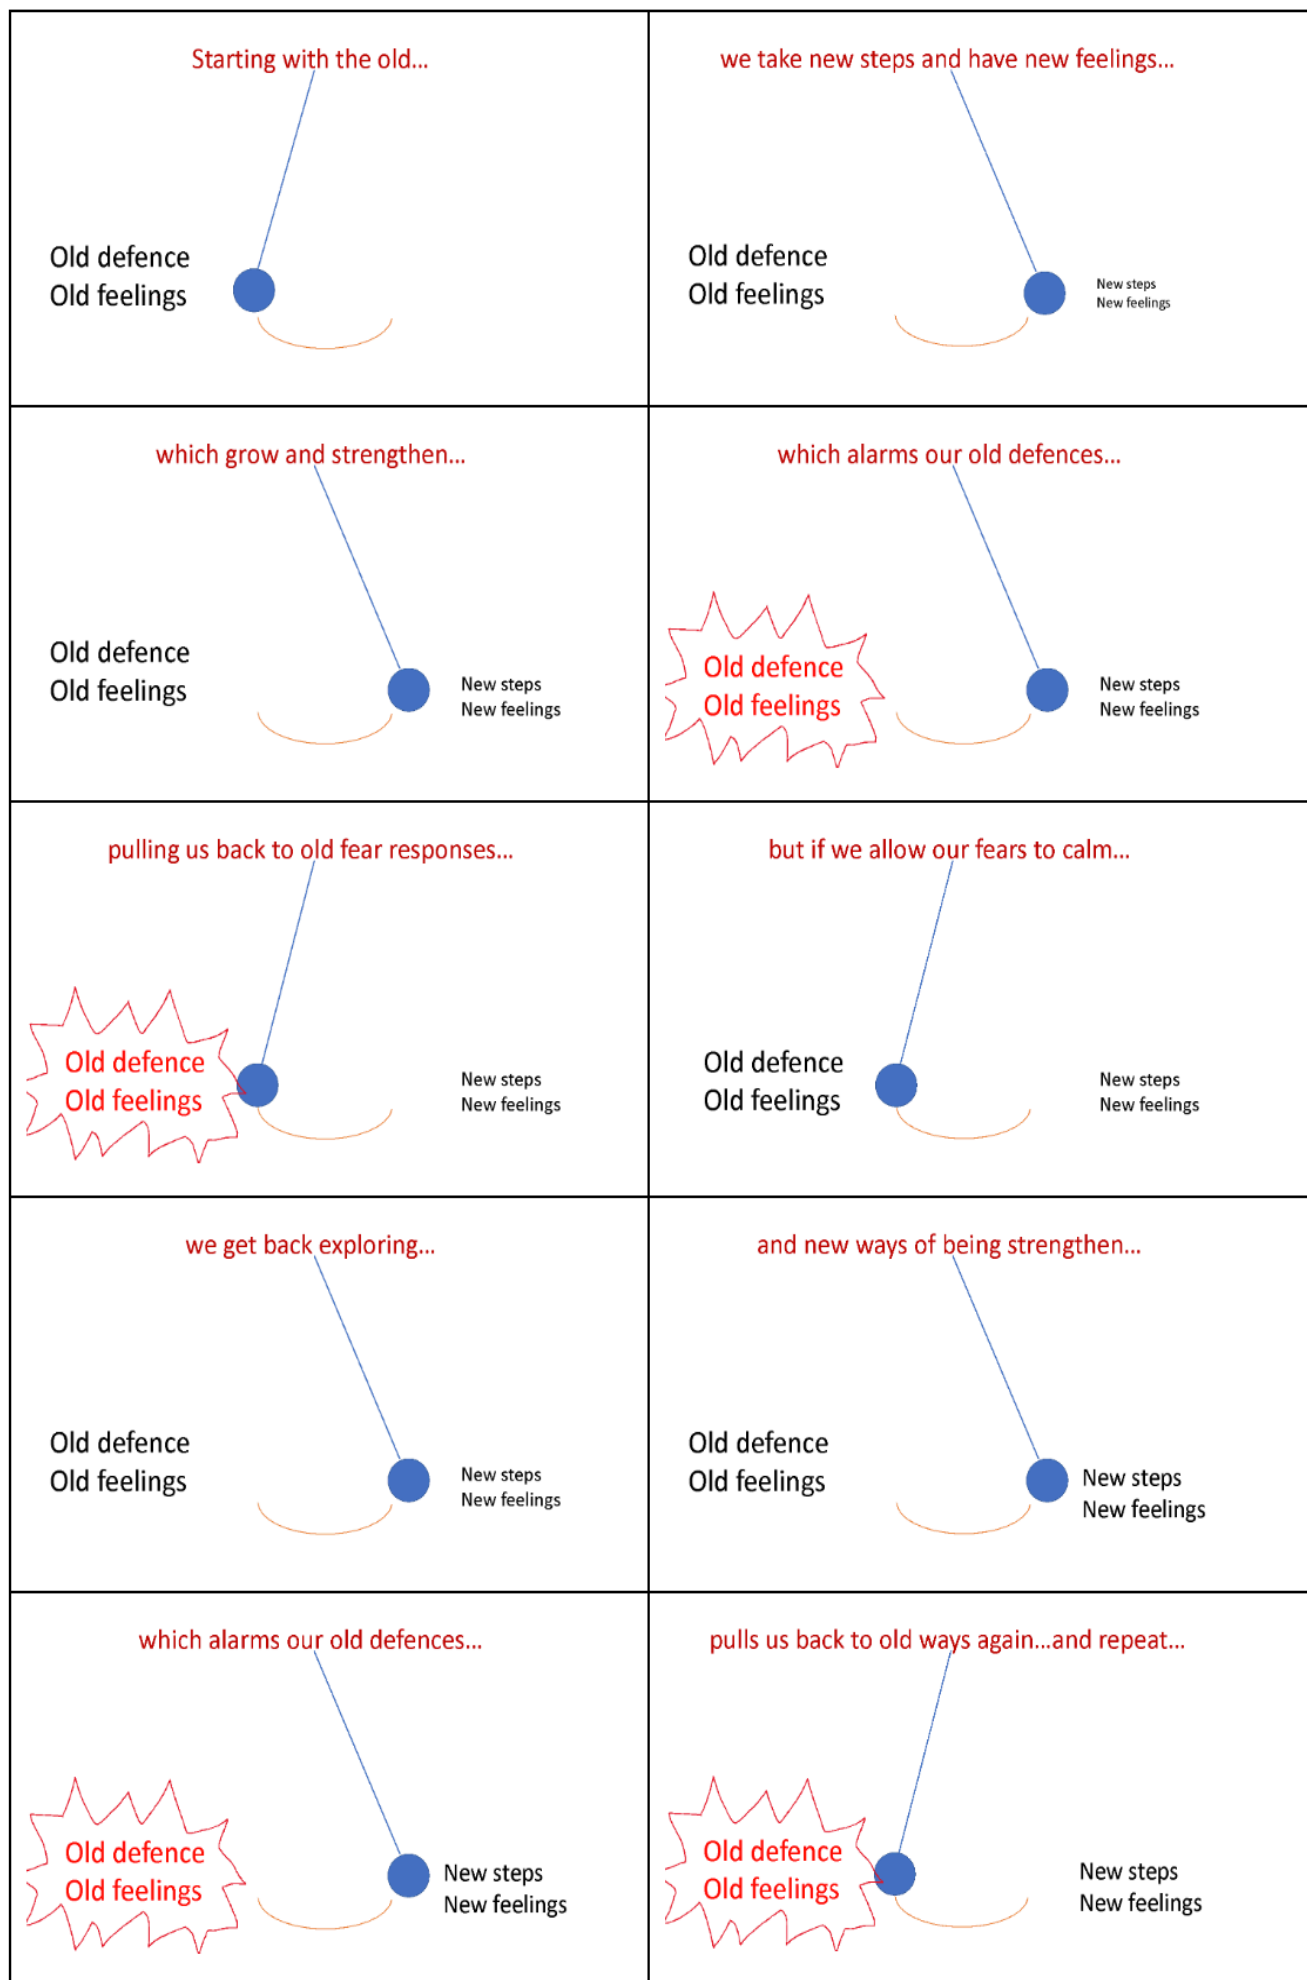 Starting with the old...
Old defence
Old feelings
we take new steps and have new feelings...
Old defence
Old feelings
New steps
New feelings
which grow and strengthen...
Old defence
Old feelings
New steps
New feelings
which alarms our old defences...
Old defence
Old feelings
New steps
New feelings
pulling us back to old fear responses...
Old defence
Old feelings
New steps
New feelings
but if we allow our fears to calm...
Old defence
Old feelings
New steps
New feelings
we get back exploring...
Old defence
Old feelings
New steps
New feelings
and new ways of being strengthen...
Old defence
Old feelings
New steps
New feelings
which alarms our old defences...
Old defence
Old feelings
New steps
New feelings
pulls us back to old ways again...and repeat...
Old defence
Old feelings
New steps
New feelings